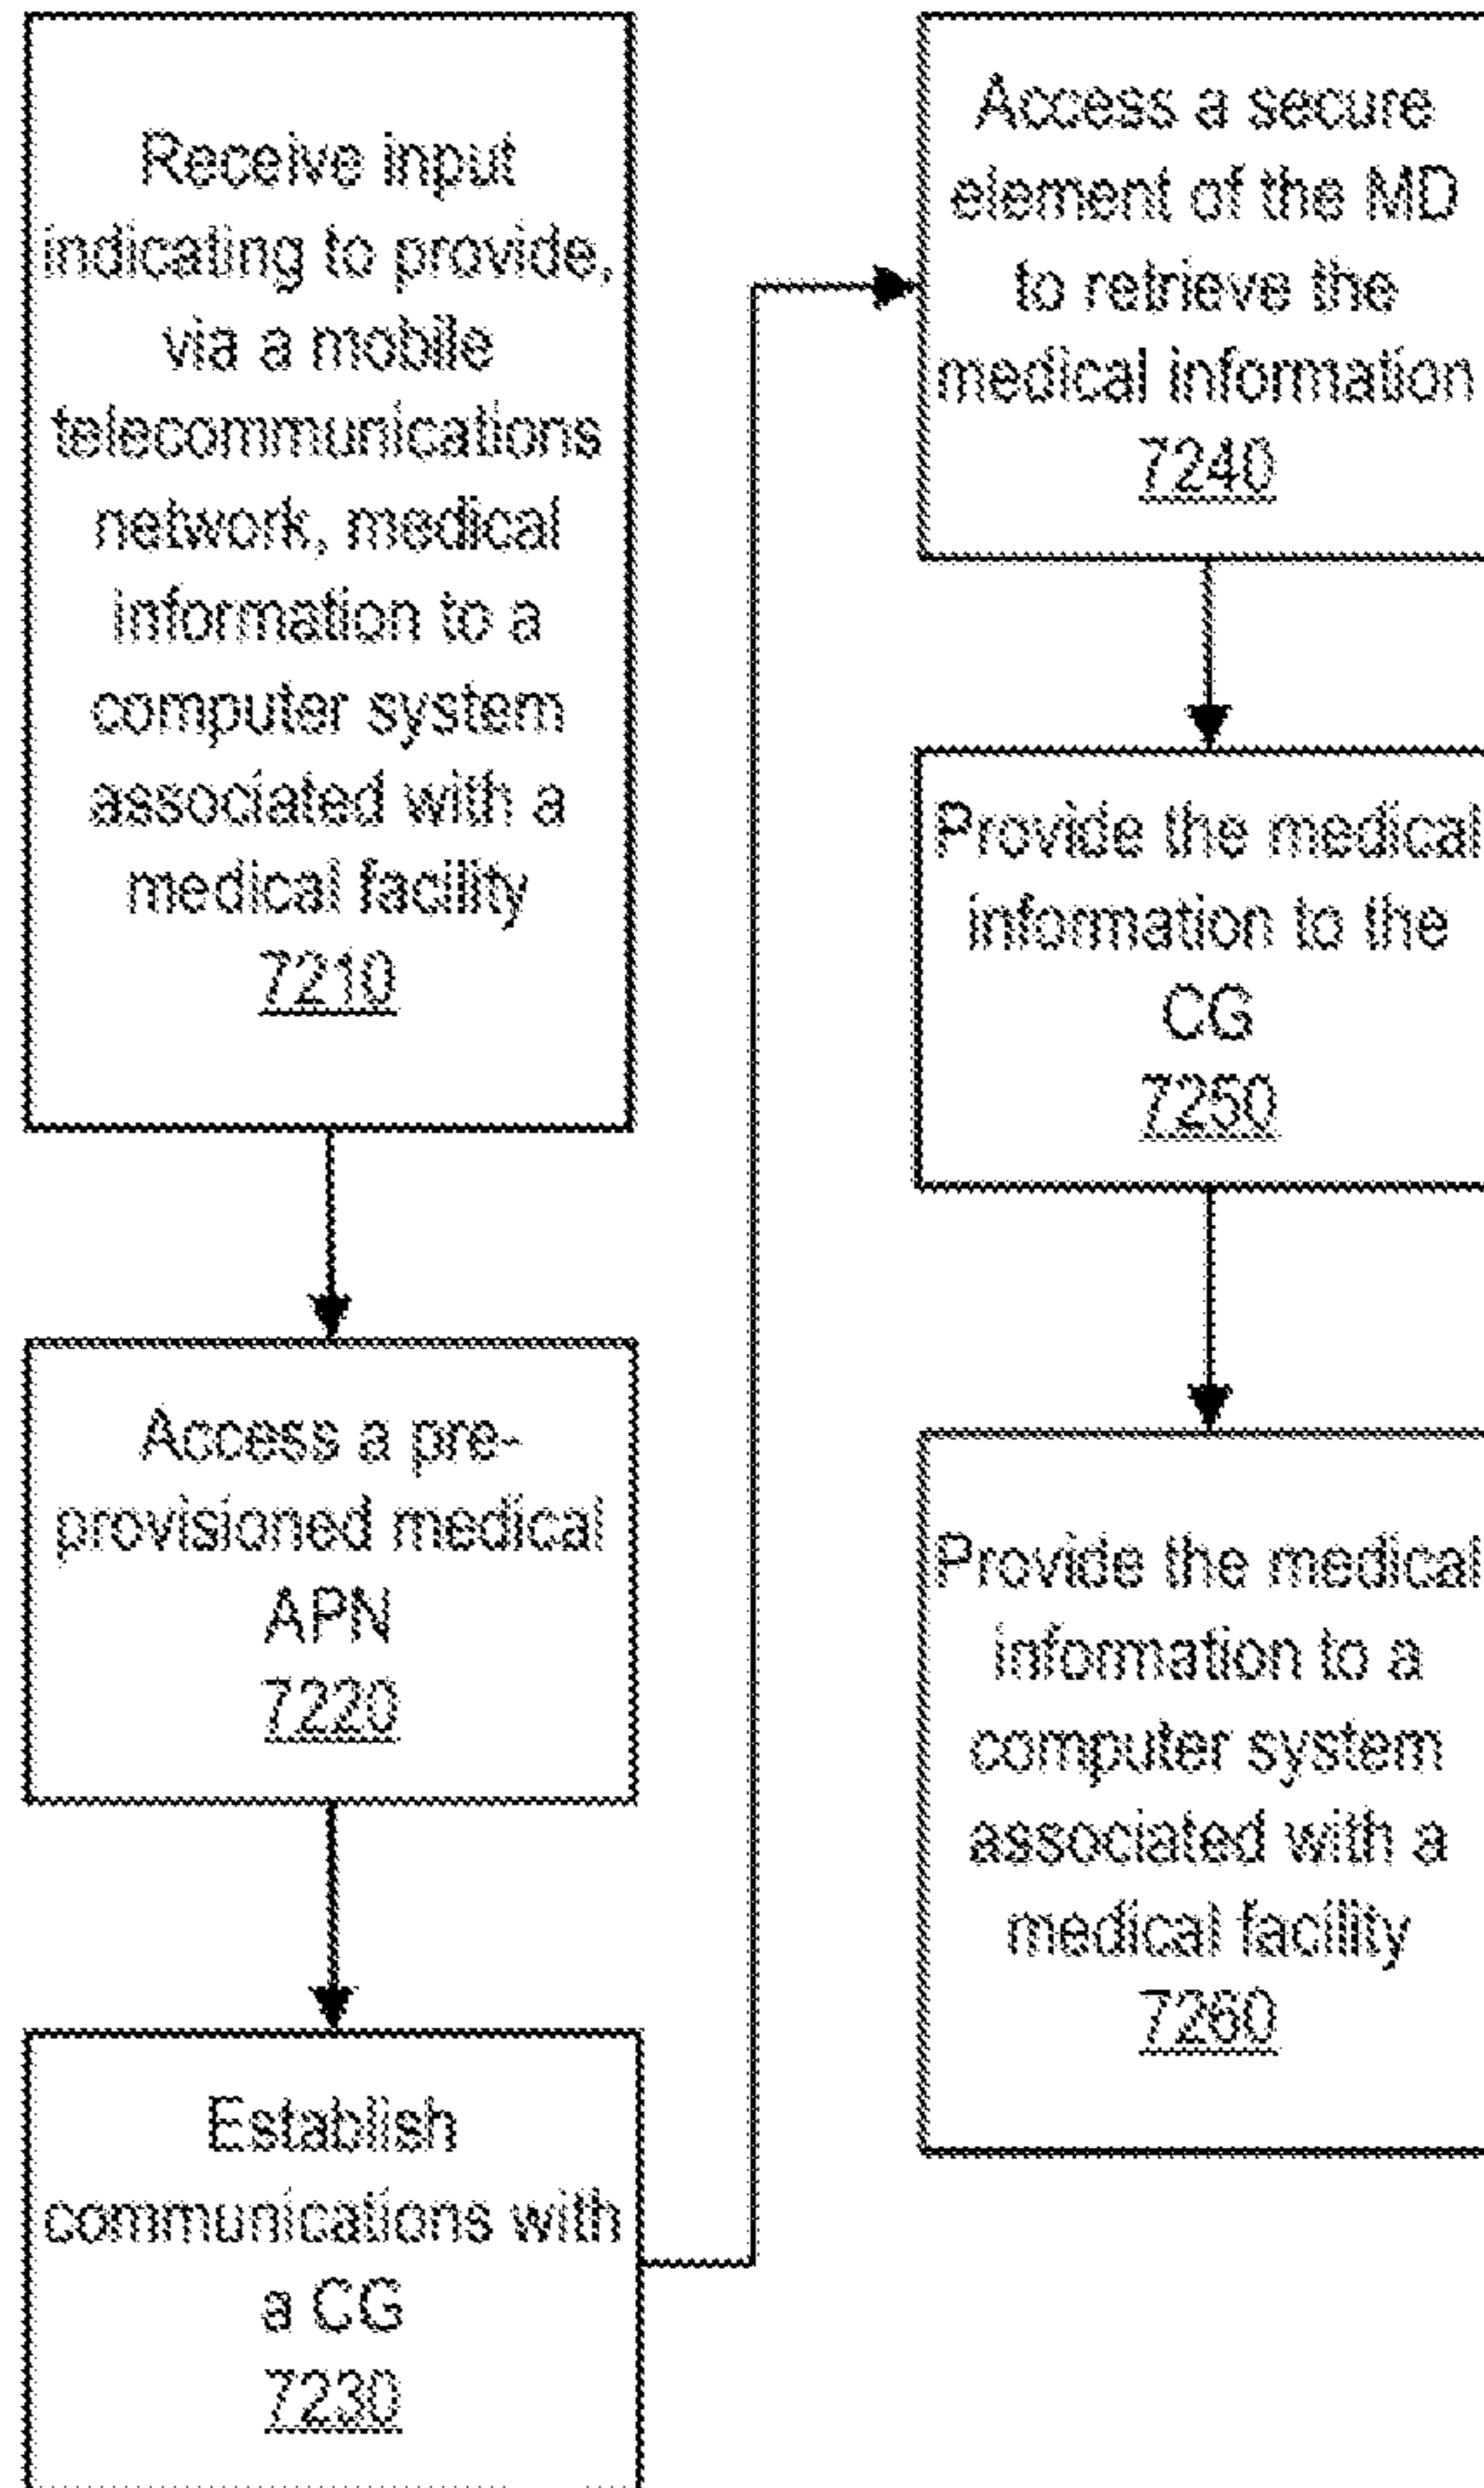 Receive input
indicating to provide,
via a mobile
telecommunications
network, medical
information to a
computer system
associated with a
medical facility
7210
Access a pre-
provisioned medical
APN
7220
Establish
communications with
a CG
7230
Access a secure
element of the MD
to retrieve the
medical information
7240
Provide the medical
information to the
CG
7250
Provide the medical
information to a
computer system
associated with a
medical facility
7260